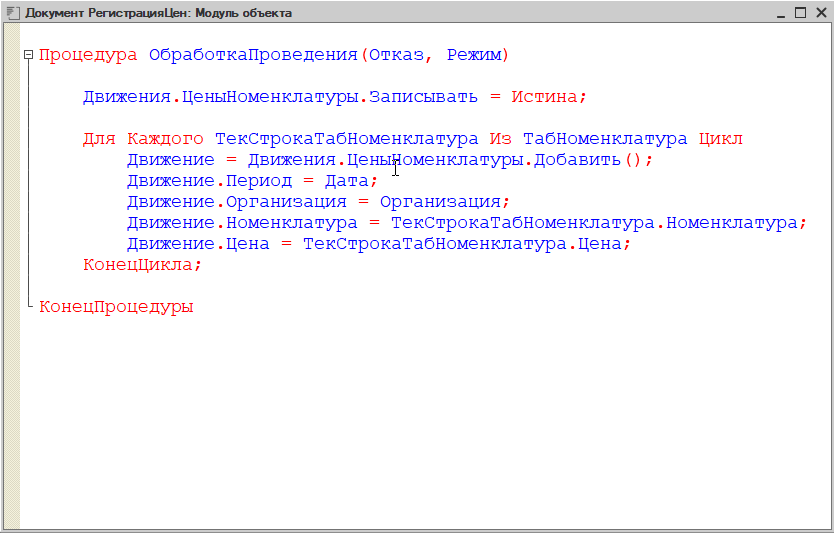 Документ РегистрацияЦен: Модуль объекта
Процедура ОбработкаПроведения(Отказ, Режим)
Движения.ЦеныНоменклатуры.Записывать = Истина;
Для Каждого ТекСтрокаТабНоменклатура Из ТабНоменклатура Цикл
Движение = Движения.ЦеныНоменклатуры.Добавить();
Движение.Период = Дата;
Движение.Организация = Организация;
Движение.Номенклатура = ТекСтрокаТабНоменклатура.Номенклатура;
Движение.Цена = ТекСтрокаТабНоменклатура.Цена;
КонецЦикла;
КонецПроцедуры